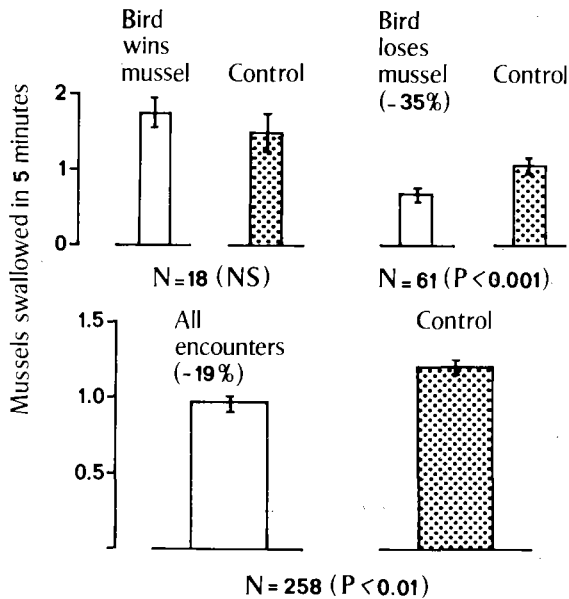 Bird
wins
mussel
Control
Bird
loses
mussel
(-35%)
Control
Mussels swallowed in 5 minutes
2
1
0
N=18 (NS)
N=61 (P<0.001)
1.5
1.0
0.5
All
encounters
(-19%)
Control
N=258 (P<0.01)